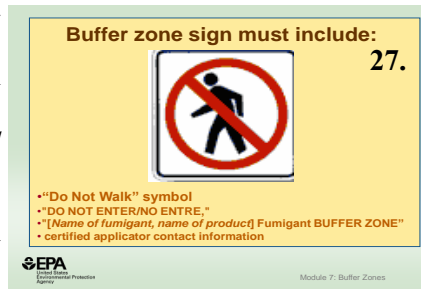 Buffer zone sign must include:
27.
•“Do Not Walk” symbol
•"DO NOT ENTER/NO ENTRE,"
•"[Name of fumigant, name of product] Fumigant BUFFER ZONE”
• certified applicator contact information
EPA
United States
Environmental Protection
Agency
Module 7: Buffer Zones